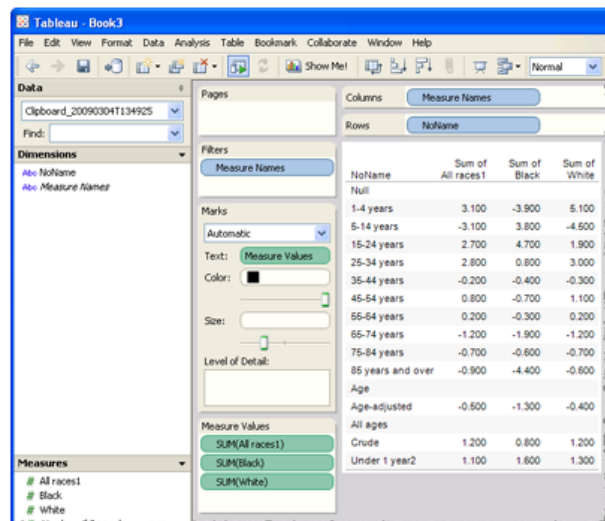 Tableau - Book3
File Edit View Format Data Analysis Table Bookmark Collaborate Window Help
Show Me! Normal
Data
Clipboard_20090304T134925
Find:
Dimensions
Abc NoName
Abc Measure Names
Measures
# All races1
# Black
# White
Pages
Filters
Measure Names
Marks
Automatic
Text: Measure Values
Color:
Size:
Level of Detail:
Measure Values
SUM(All races1)
SUM(Black)
SUM(White)
Columns Measure Names
Rows NoName
NoName Sum of All races1 Sum of Black Sum of White
Null
1-4 years 3.100 -3.900 5.100
5-14 years -3.100 3.800 -4.500
15-24 years 2.700 4.700 1.900
25-34 years 2.800 0.800 3.000
35-44 years -0.200 -0.400 -0.300
45-54 years 0.800 -0.700 1.100
55-64 years 0.200 -0.300 0.200
65-74 years -1.200 -1.900 -1.200
75-84 years -0.700 -0.600 -0.700
85 years and over -0.900 -4.400 -0.600
Age
Age-adjusted -0.500 -1.300 -0.400
All ages
Crude 1.200 0.800 1.200
Under 1 year2 1.100 1.600 1.300